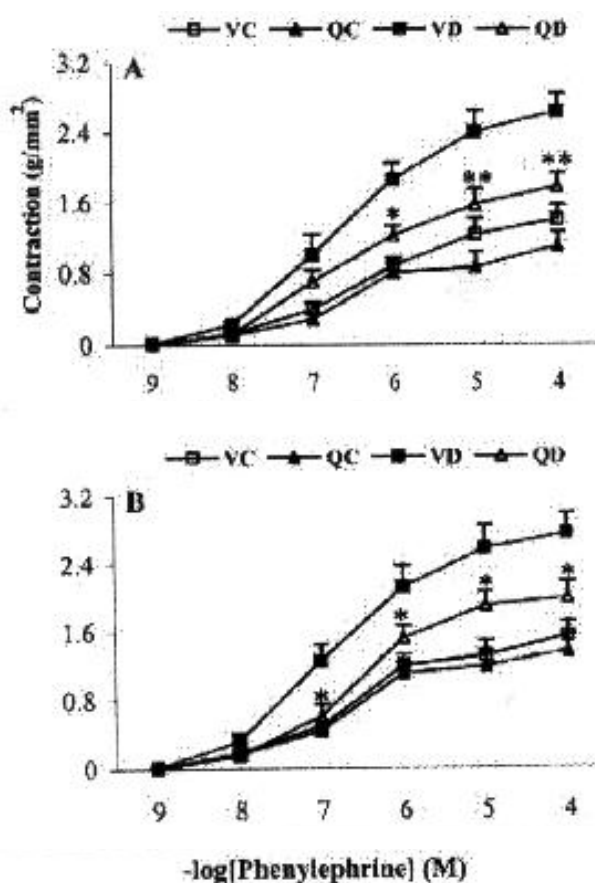 VC QC VD QD
A
Contraction (g/mm²)
3.2
2.4
1.6
0.8
0
*
**
**
9 8 7 6 5 4
VC QC VD QD
B
3.2
2.4
1.6
0.8
0
*
*
*
*
9 8 7 6 5 4
-log[Phenylephrine] (M)